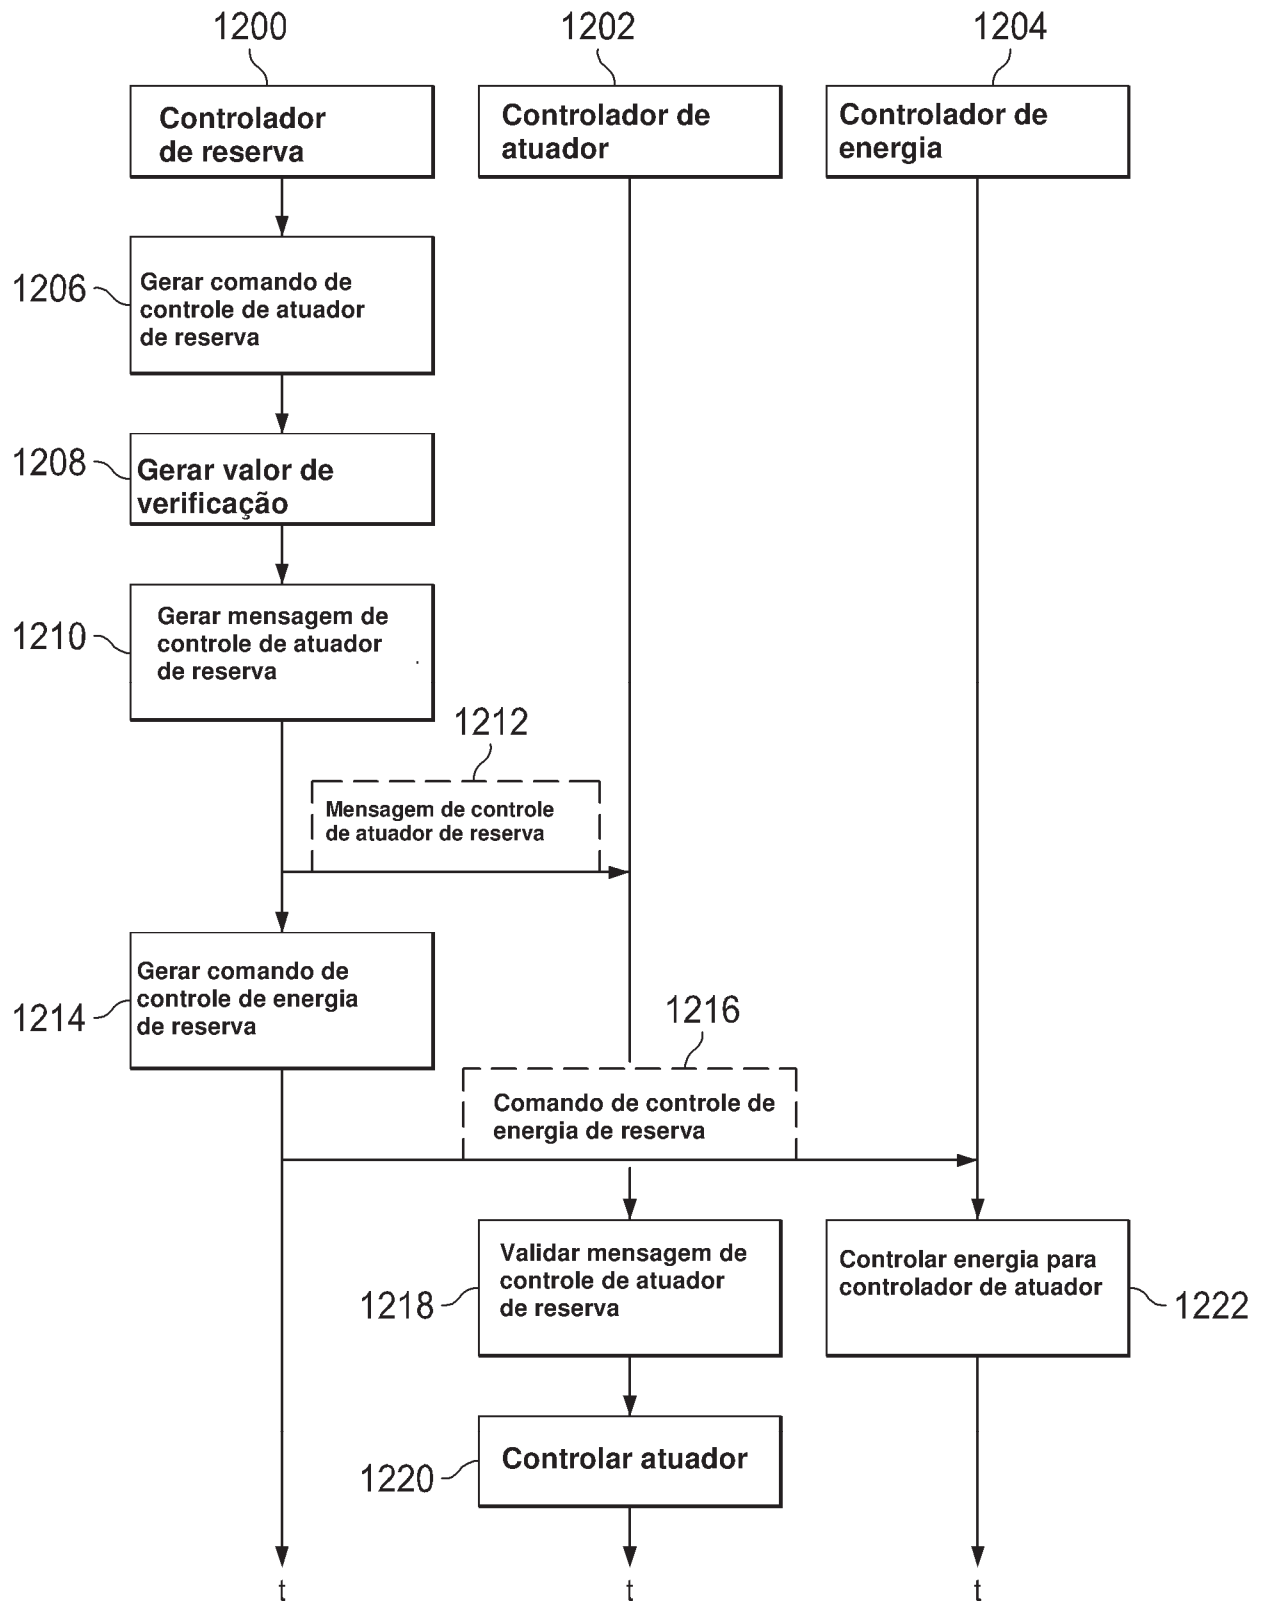 1200
1202
1204
Controlador
de reserva
Controlador de
atuador
Controlador de
energia
1206
Gerar comando de
controle de atuador
de reserva
1208
Gerar valor de
verificação
1210
Gerar mensagem de
controle de atuador
de reserva
1212
Mensagem de controle
de atuador de reserva
1214
Gerar comando de
controle de energia
de reserva
1216
Comando de controle de
energia de reserva
1218
Validar mensagem de
controle de atuador
de reserva
Controlar energia para
controlador de atuador
1222
1220
Controlar atuador
t
t
t